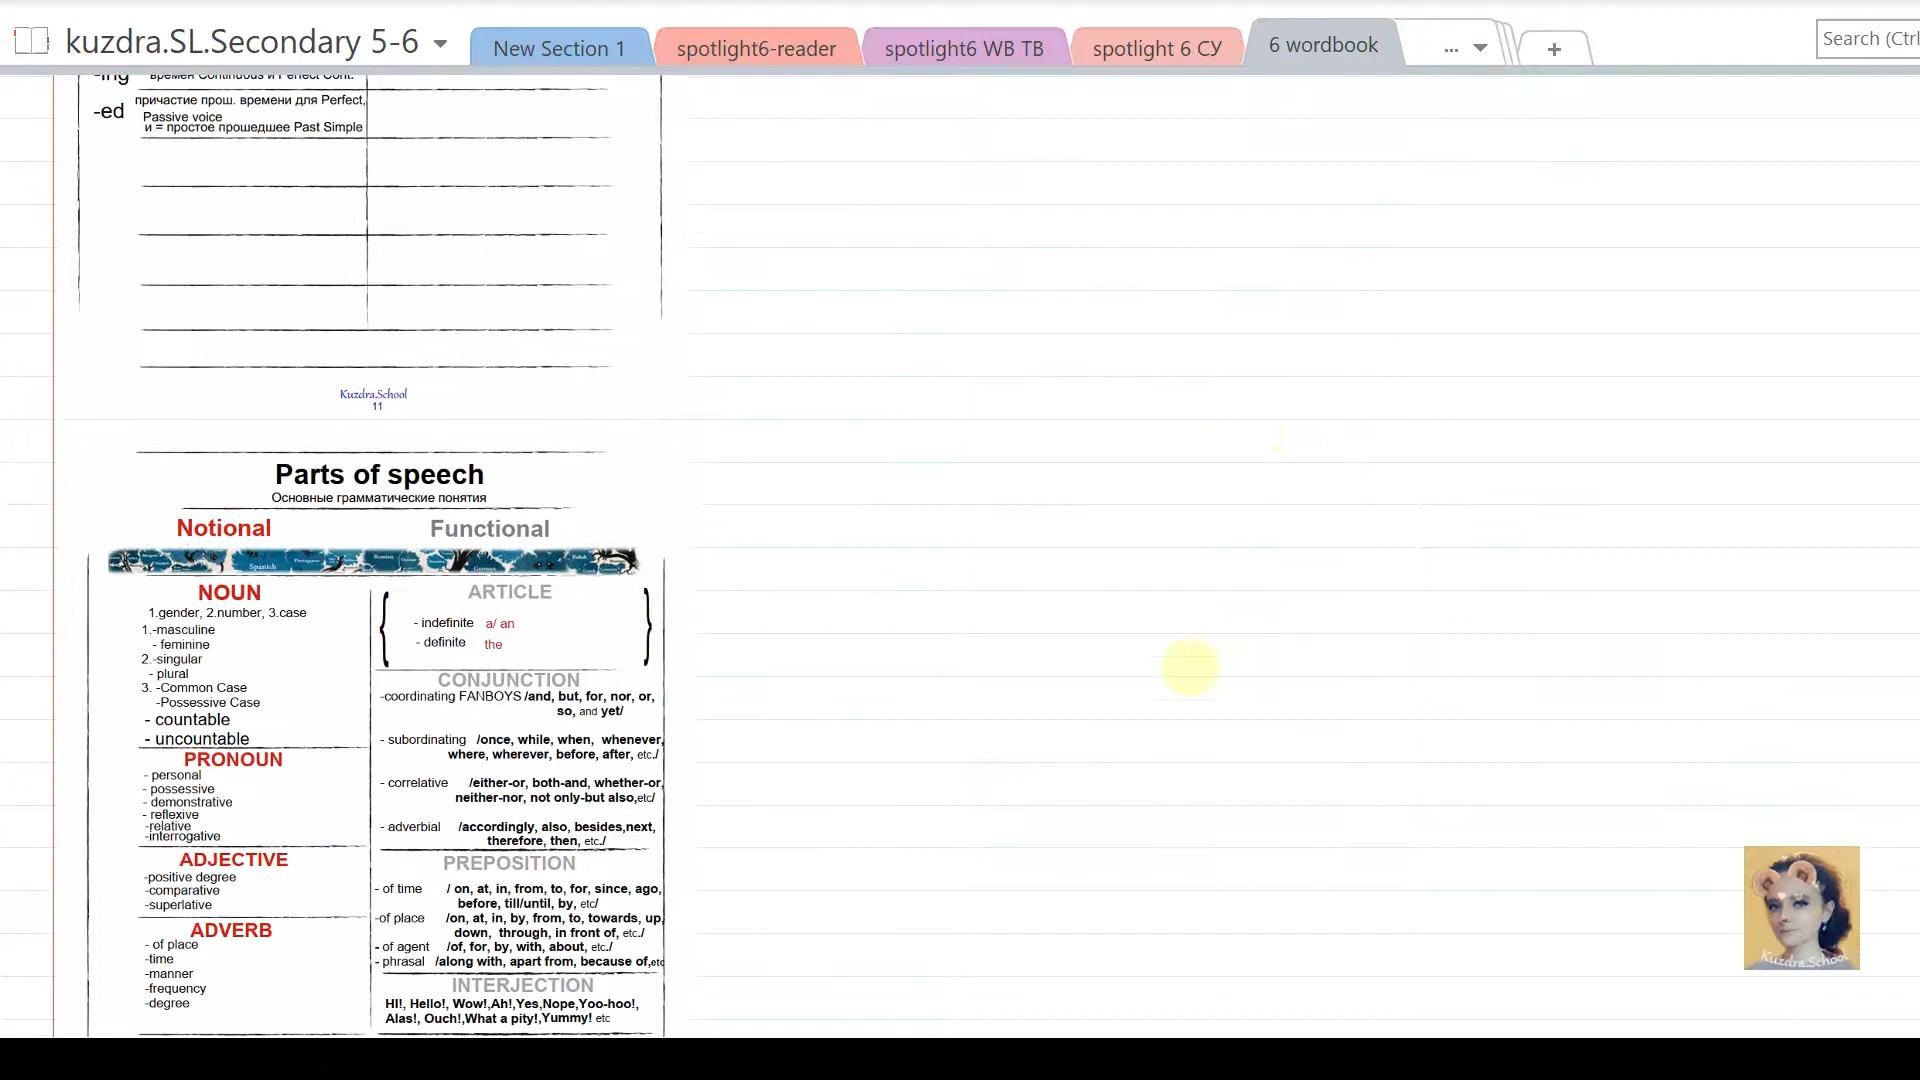 kuzdra.SL.Secondary 5-6
New Section 1
spotlight6-reader
spotlight6 WB TB
spotlight 6 СУ
6 wordbook
...
+
Search (Ctrl
-ing времен Continuous и Perfect Cont.
-ed причастие прош. времени для Perfect,
Passive voice
и = простое прошедшее Past Simple
Kuzdra.School
11
Parts of speech
Основные грамматические понятия
Notional
Functional
Spanish
Portuguese
Russian
German
Polish
NOUN
1.gender, 2.number, 3.case
1.-masculine
- feminine
2.-singular
- plural
3. -Common Case
-Possessive Case
- countable
- uncountable
PRONOUN
- personal
- possessive
- demonstrative
- reflexive
-relative
-interrogative
ADJECTIVE
-positive degree
-comparative
-superlative
ADVERB
- of place
-time
-manner
-frequency
-degree
ARTICLE
- indefinite a/ an
- definite the
CONJUNCTION
-coordinating FANBOYS /and, but, for, nor, or,
so, and yet/
- subordinating /once, while, when, whenever,
where, wherever, before, after, etc./
- correlative /either-or, both-and, whether-or,
neither-nor, not only-but also,etc/
- adverbial /accordingly, also, besides,next,
therefore, then, etc./
PREPOSITION
- of time / on, at, in, from, to, for, since, ago,
before, till/until, by, etc/
-of place /on, at, in, by, from, to, towards, up,
down, through, in front of, etc./
- of agent /of, for, by, with, about, etc./
- phrasal /along with, apart from, because of,etc
INTERJECTION
HI!, Hello!, Wow!,Ah!,Yes,Nope,Yoo-hoo!,
Alas!, Ouch!,What a pity!,Yummy! etc
Kuzdra.School